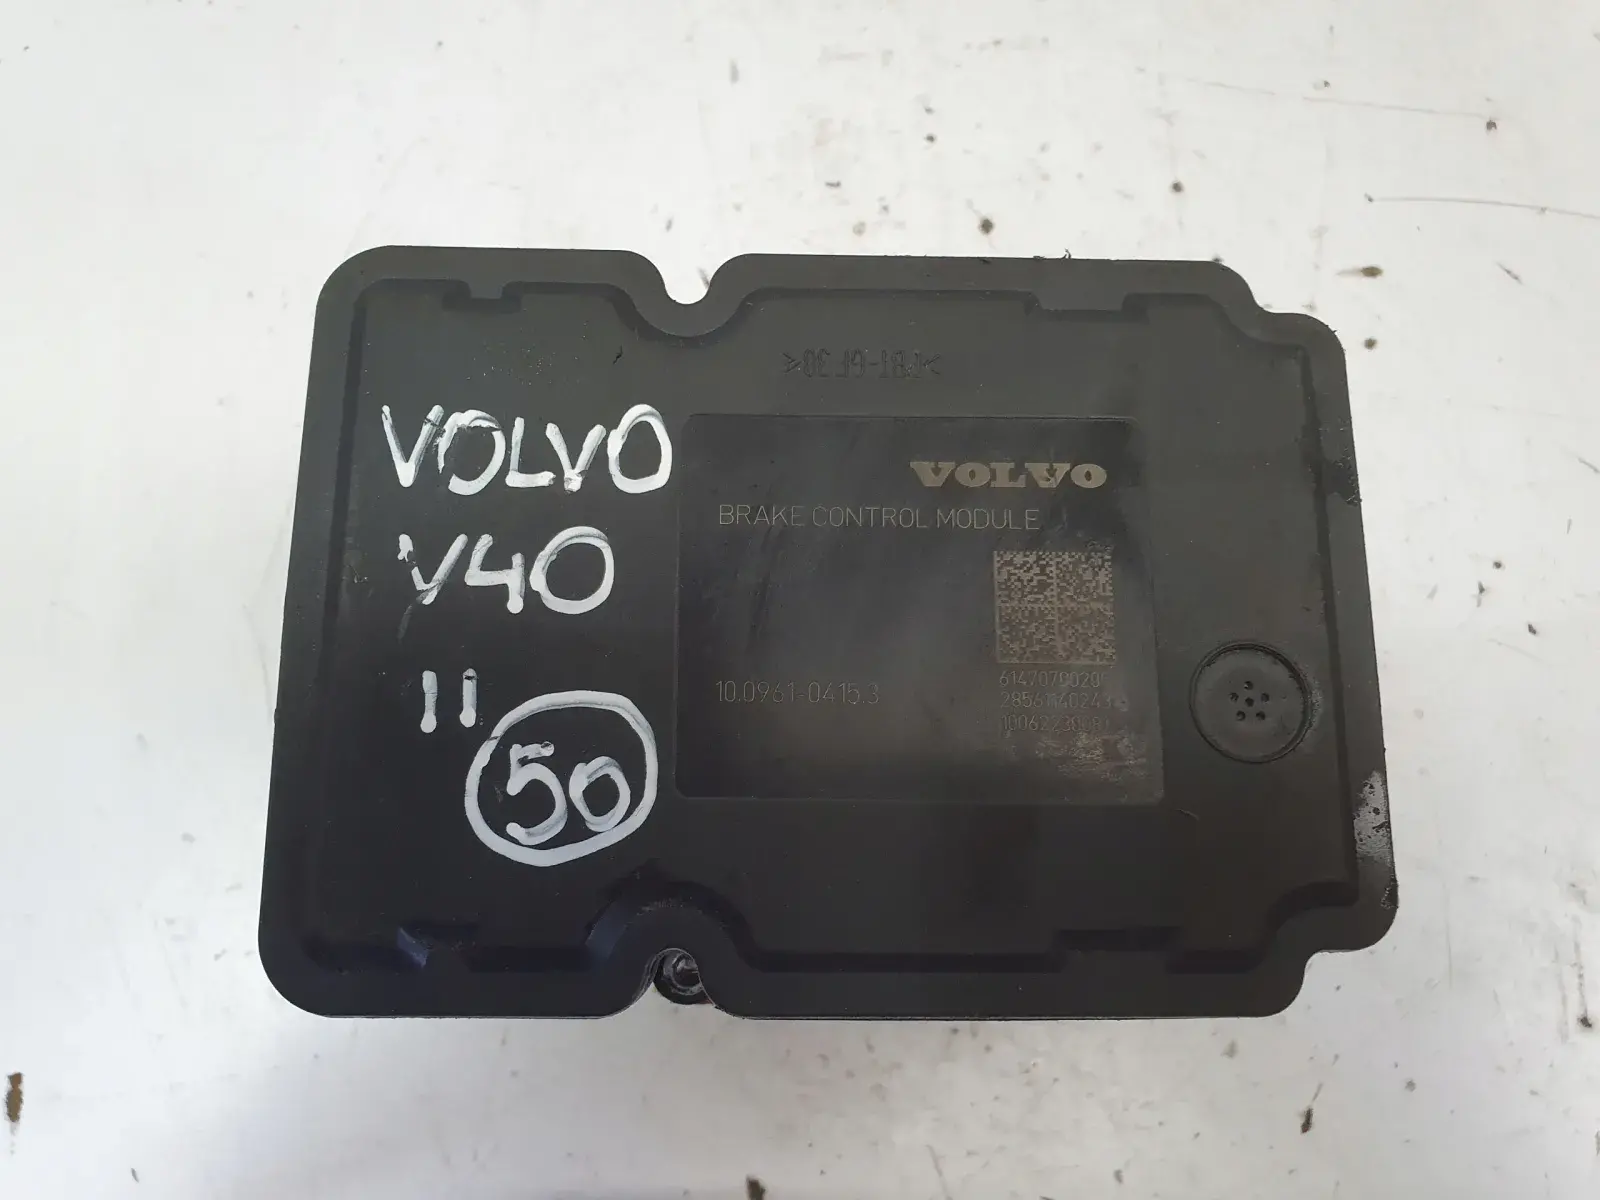 VOLVO
V40
11
50
VOLVO
BRAKE CONTROL MODULE
10.0961-0415.3